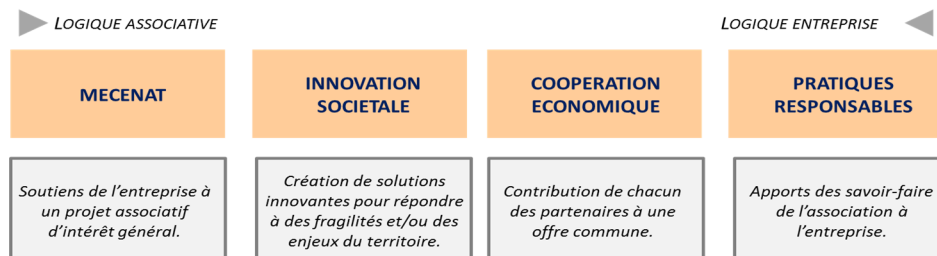 LOGIQUE ASSOCIATIVE
LOGIQUE ENTREPRISE
MECENAT
INNOVATION
SOCIETALE
COOPERATION
ECONOMIQUE
PRATIQUES
RESPONSABLES
Soutiens de l'entreprise à
un projet associatif
d'intérêt général.
Création de solutions
innovantes pour répondre
à des fragilités et/ou des
enjeux du territoire.
Contribution de chacun
des partenaires à une
offre commune.
Apports des savoir-faire
de l'association à
l'entreprise.